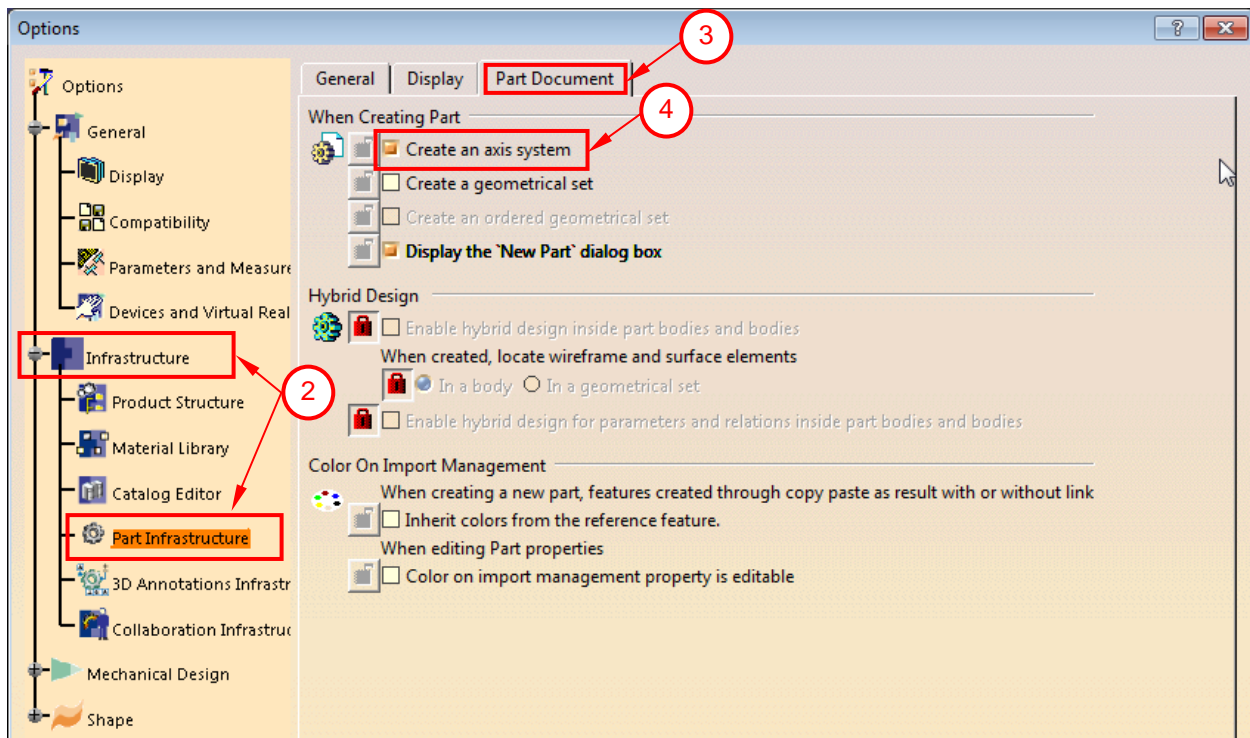 Options
3
Options
General
Display
Compatibility
Parameters and Measure
Devices and Virtual Real
Infrastructure
2
Product Structure
Material Library
Catalog Editor
Part Infrastructure
3D Annotations Infrastr
Collaboration Infrastruc
Mechanical Design
Shape
General Display Part Document
4
When Creating Part
Create an axis system
Create a geometrical set
Create an ordered geometrical set
Display the `New Part` dialog box
Hybrid Design
Enable hybrid design inside part bodies and bodies
When created, locate wireframe and surface elements
In a body In a geometrical set
Enable hybrid design for parameters and relations inside part bodies and bodies
Color On Import Management
When creating a new part, features created through copy paste as result with or without link
Inherit colors from the reference feature.
When editing Part properties
Color on import management property is editable